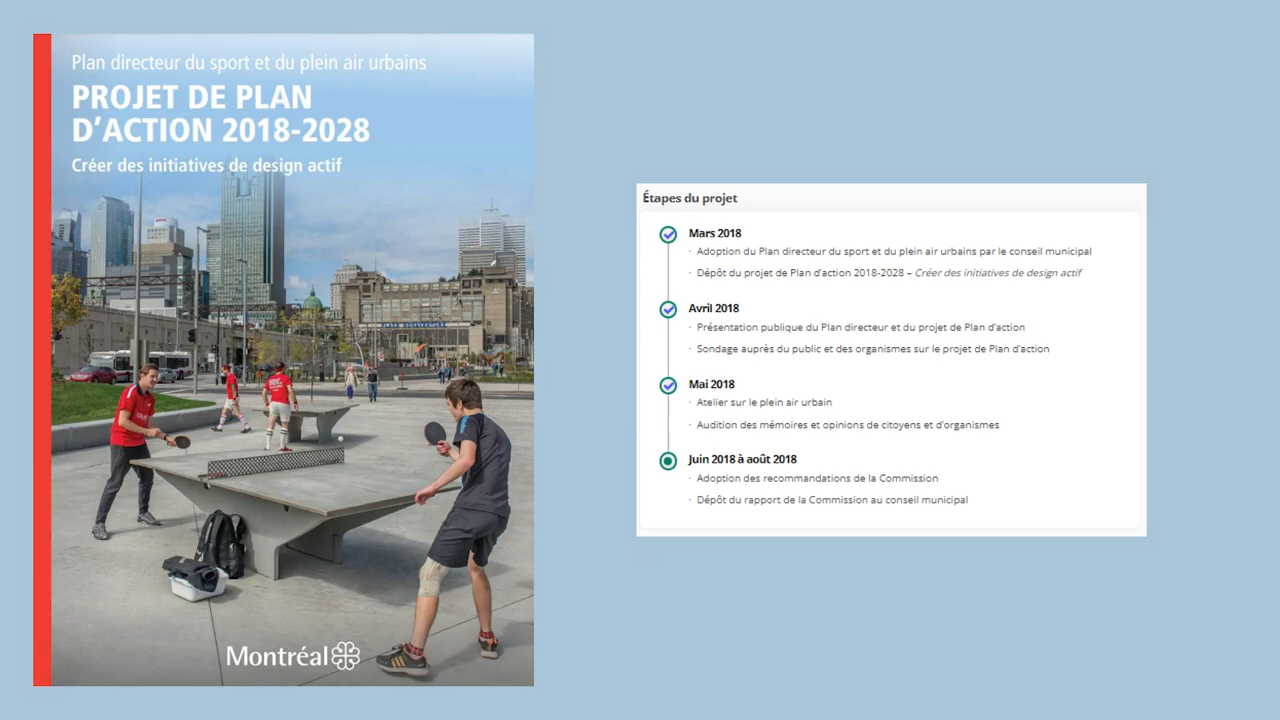 Plan directeur du sport et du plein air urbains
PROJET DE PLAN
D'ACTION 2018-2028
Créer des initiatives de design actif
PLACE BONAVENTURE
Montréal
Étapes du projet
Mars 2018
· Adoption du Plan directeur du sport et du plein air urbains par le conseil municipal
· Dépôt du projet de Plan d'action 2018-2028 – Créer des initiatives de design actif
Avril 2018
· Présentation publique du Plan directeur et du projet de Plan d'action
· Sondage auprès du public et des organismes sur le projet de Plan d'action
Mai 2018
· Atelier sur le plein air urbain
· Audition des mémoires et opinions de citoyens et d'organismes
Juin 2018 à août 2018
· Adoption des recommandations de la Commission
· Dépôt du rapport de la Commission au conseil municipal